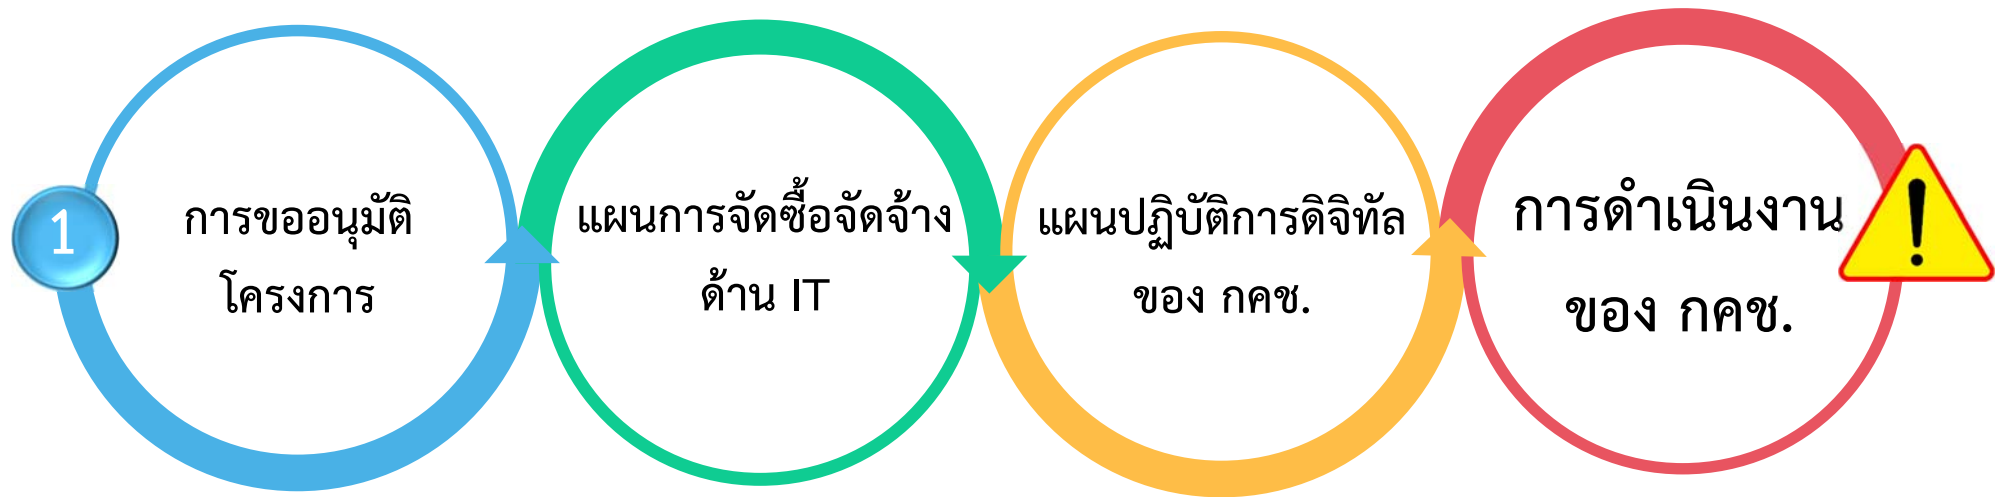 1
การขออนุมัติ
โครงการ
แผนการจัดซื้อจัดจ้าง
ด้าน IT
แผนปฏิบัติการดิจิทัล
ของ กคช.
การดำเนินงาน
ของ กคช.
!